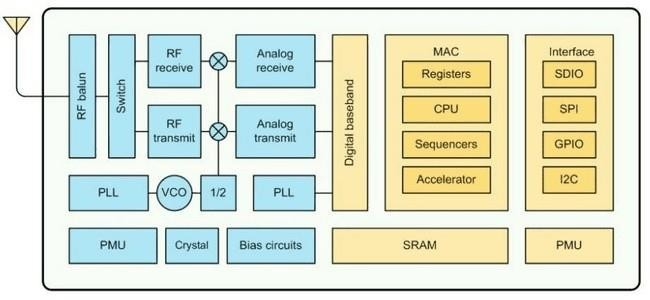 RF balun
Switch
RF
receive
Analog
receive
RF
transmit
Analog
transmit
Digital baseband
PLL
VCO
1/2
PLL
PMU
Crystal
Bias circuits
MAC
Registers
CPU
Sequencers
Accelerator
Interface
SDIO
SPI
GPIO
I2C
SRAM
PMU